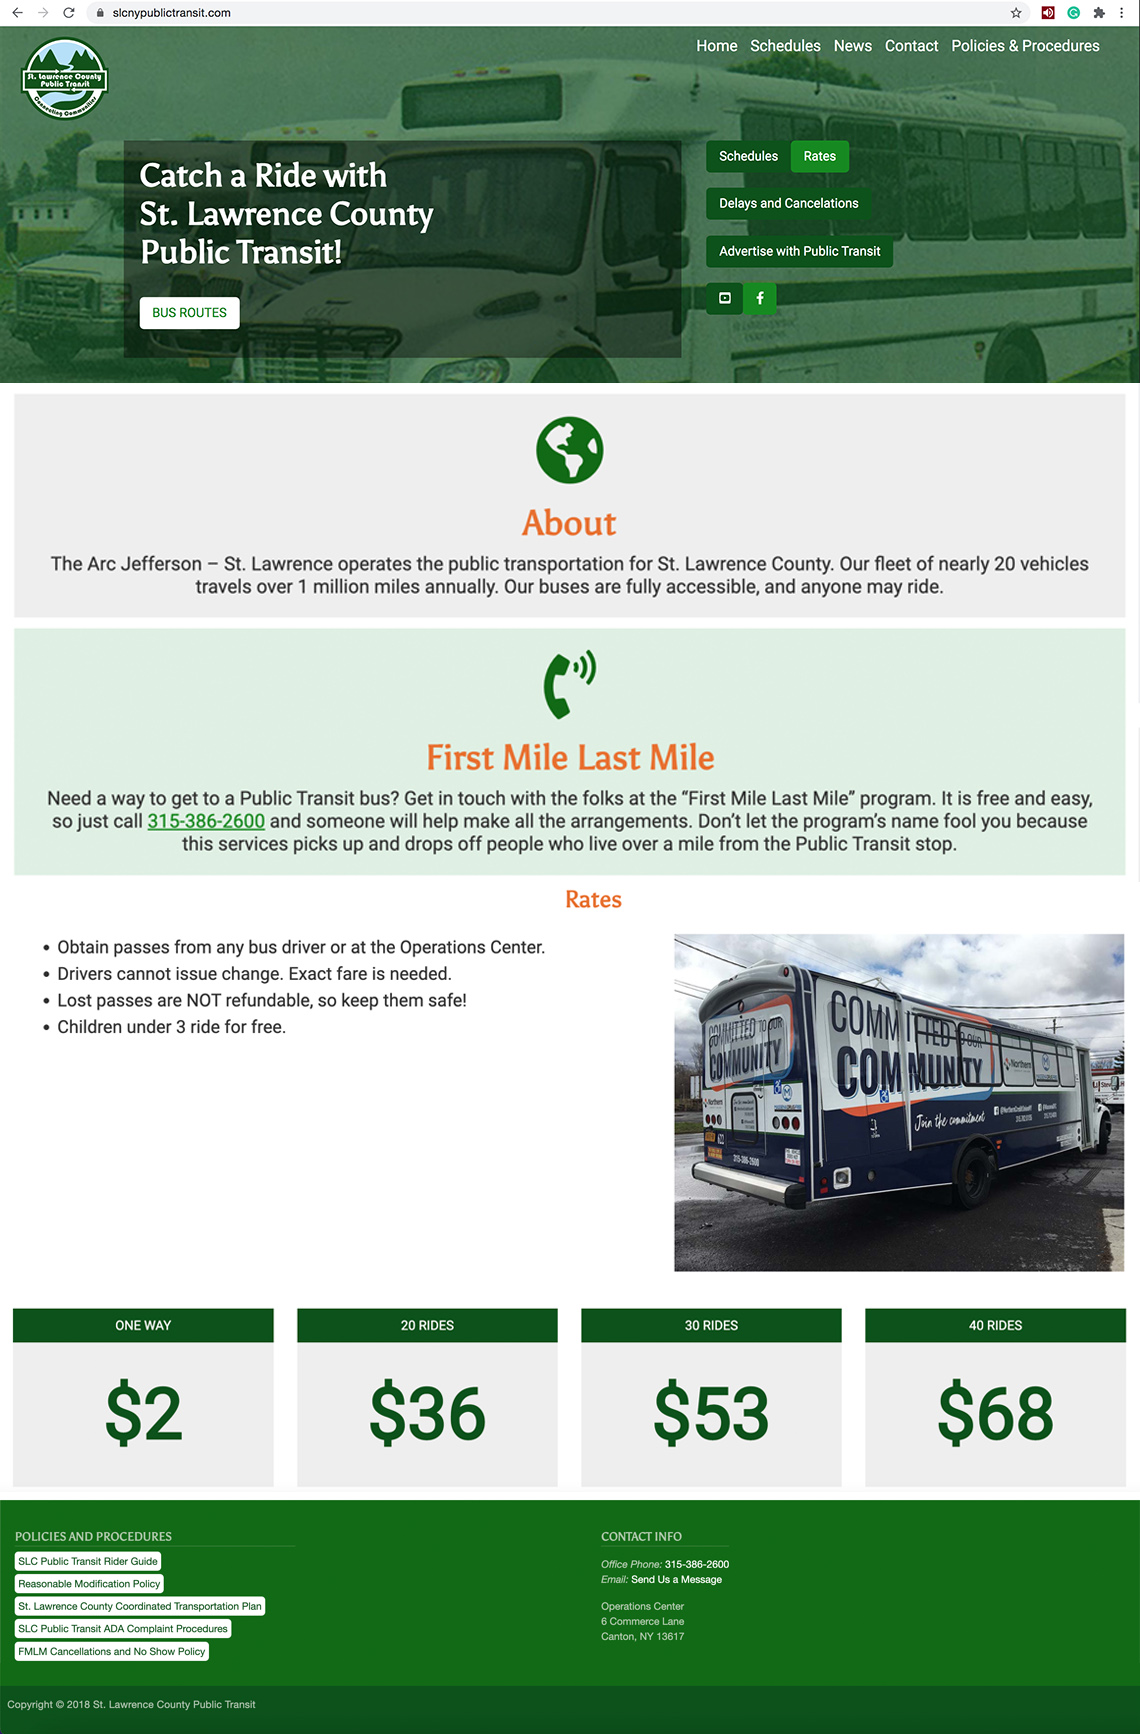 slcnypublictransit.com
Home Schedules News Contact Policies & Procedures
St. Lawrence County
Public Transit
Connecting Communities
Catch a Ride with
St. Lawrence County
Public Transit!
BUS ROUTES
Schedules Rates
Delays and Cancelations
Advertise with Public Transit
About
The Arc Jefferson – St. Lawrence operates the public transportation for St. Lawrence County. Our fleet of nearly 20 vehicles
travels over 1 million miles annually. Our buses are fully accessible, and anyone may ride.
First Mile Last Mile
Need a way to get to a Public Transit bus? Get in touch with the folks at the “First Mile Last Mile” program. It is free and easy,
so just call 315-386-2600 and someone will help make all the arrangements. Don’t let the program’s name fool you because
this services picks up and drops off people who live over a mile from the Public Transit stop.
Rates
• Obtain passes from any bus driver or at the Operations Center.
• Drivers cannot issue change. Exact fare is needed.
• Lost passes are NOT refundable, so keep them safe!
• Children under 3 ride for free.
COMMITTED TO OUR
COMMUNITY
COMMITTED TO OUR
COMMUNITY
Northern
Join the commitment
Northern
622
315-386-2600
ONE WAY
$2
20 RIDES
$36
30 RIDES
$53
40 RIDES
$68
POLICIES AND PROCEDURES
SLC Public Transit Rider Guide
Reasonable Modification Policy
St. Lawrence County Coordinated Transportation Plan
SLC Public Transit ADA Complaint Procedures
FMLM Cancellations and No Show Policy
CONTACT INFO
Office Phone: 315-386-2600
Email: Send Us a Message
Operations Center
6 Commerce Lane
Canton, NY 13617
Copyright © 2018 St. Lawrence County Public Transit